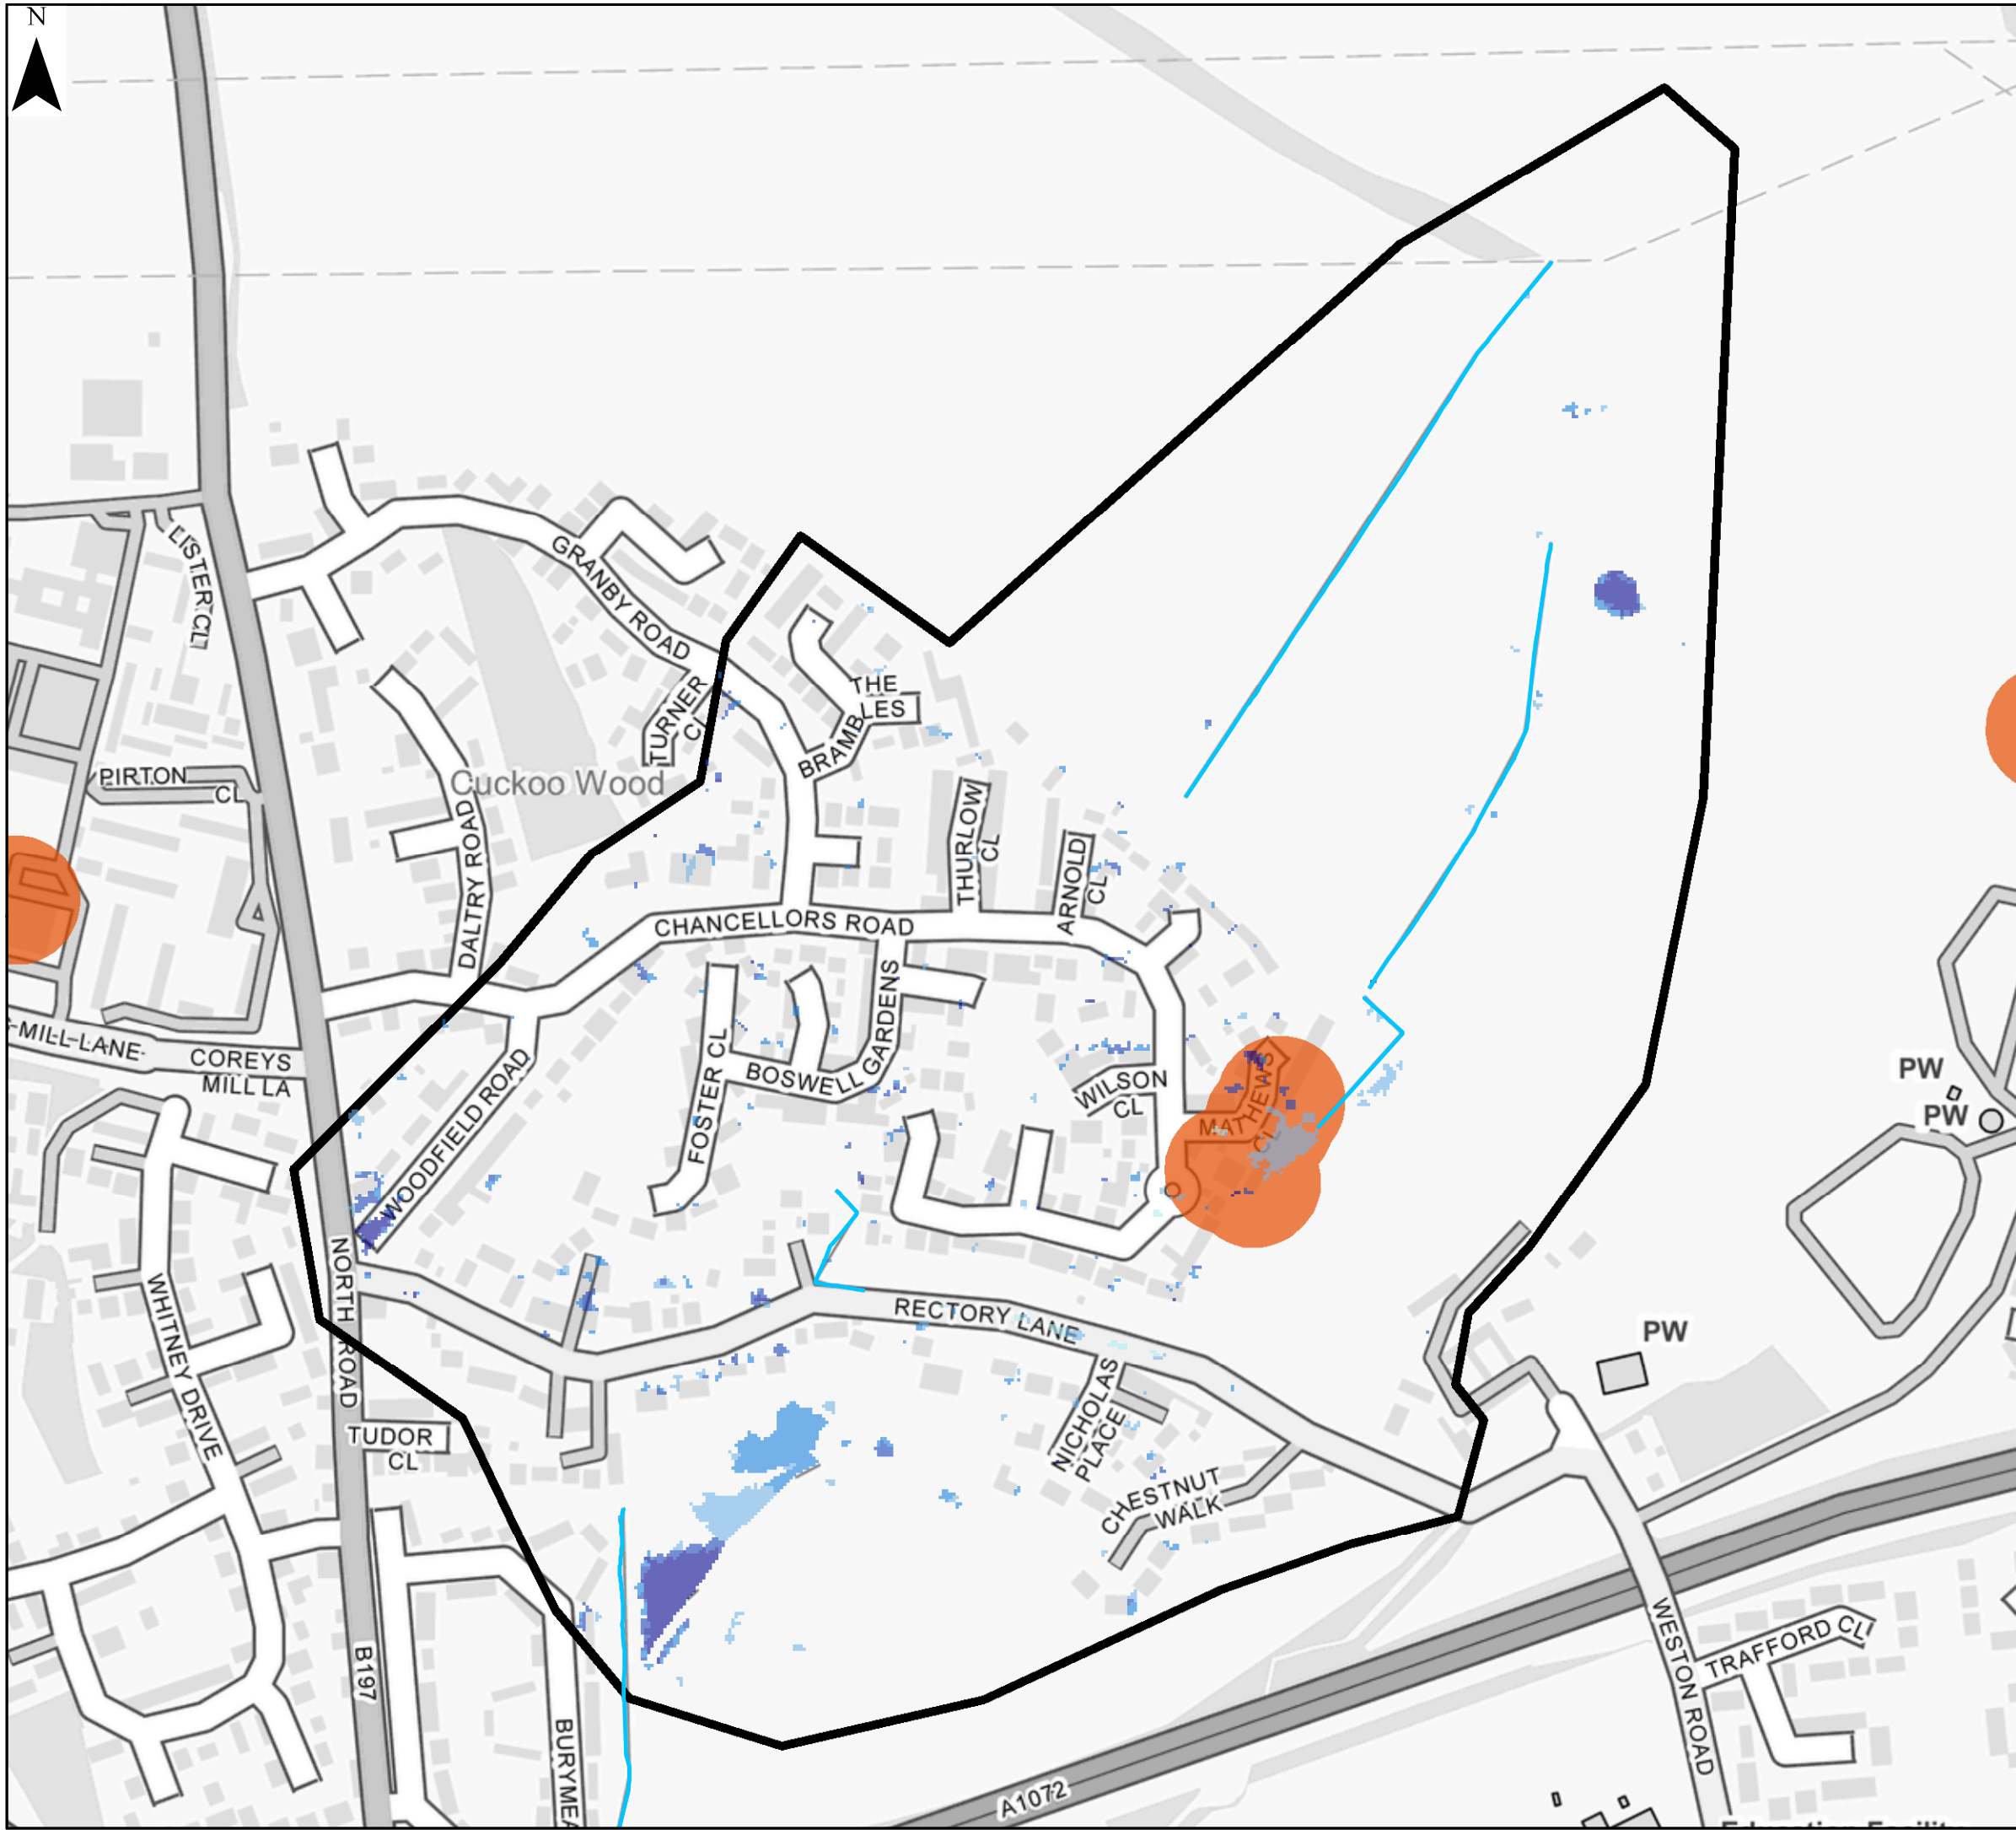 N
LISTER CL
GRANBY ROAD
TURNER
CL
THE
BRAMB LES
Cuckoo Wood
PIRTON
CL
DALTRY ROAD
THURLOW
CL
ARNOLD
CL
CHANCELLORS ROAD
MILL LANE
COREYS
MILL LA
WOODFIELD ROAD
FOSTER CL
BOSWELL GARDENS
WILSON
CL
MATHEWS
CL
PW
PW
NORTH ROAD
WHITNEY DRIVE
RECTORY LANE
PW
TUDOR
CL
NICHOLAS
PLACE
CHESTNUT
WALK
B197
BURYMEA
WESTON ROAD
TRAFFORD CL
A1072